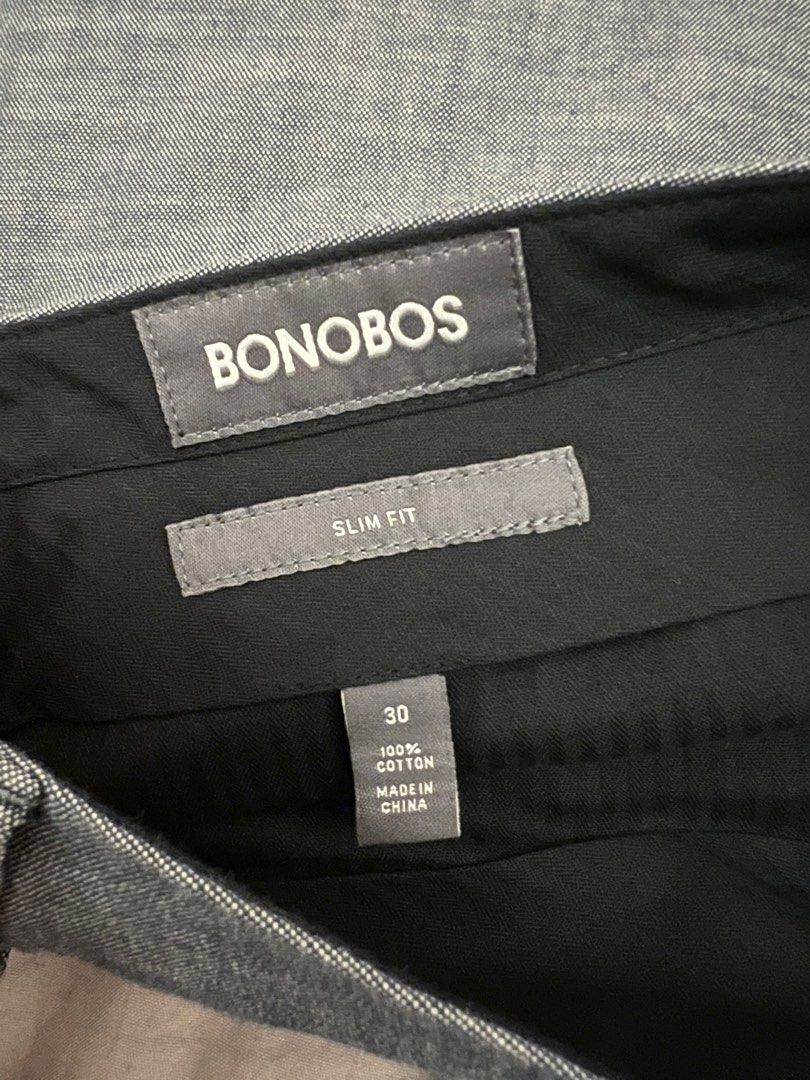 BONOBOS
SLIM FIT
30
100%
COTTON
MADE IN
CHINA